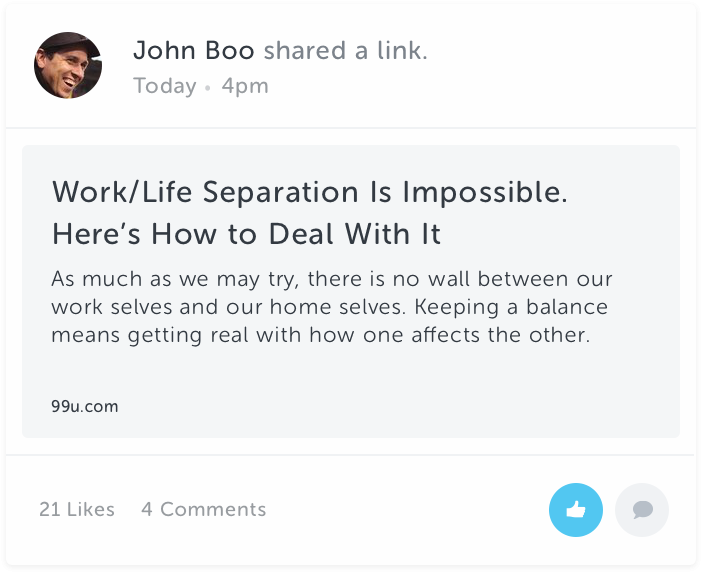 John Boo shared a link.
Today • 4pm
Work/Life Separation Is Impossible.
Here’s How to Deal With It
As much as we may try, there is no wall between our
work selves and our home selves. Keeping a balance
means getting real with how one affects the other.
99u.com
21 Likes 4 Comments